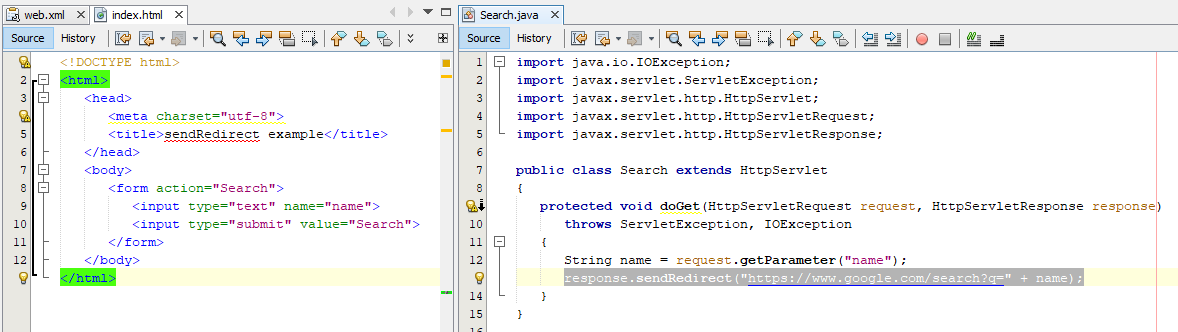 web.xml index.html
Source History
<!DOCTYPE html>
2 <html>
3 <head>
<meta charset="utf-8">
5 <title>sendRedirect example</title>
6 </head>
7 <body>
8 <form action="Search">
9 <input type="text" name="name">
10 <input type="submit" value="Search">
11 </form>
12 </body>
</html>
Search.java
Source History
1 import java.io.IOException;
2 import javax.servlet.ServletException;
3 import javax.servlet.http.HttpServlet;
4 import javax.servlet.http.HttpServletRequest;
5 import javax.servlet.http.HttpServletResponse;
6
7 public class Search extends HttpServlet
8 {
protected void doGet(HttpServletRequest request, HttpServletResponse response)
10 throws ServletException, IOException
11 {
12 String name = request.getParameter("name");
response.sendRedirect("https://www.google.com/search?q=" + name);
14 }
15 }
16